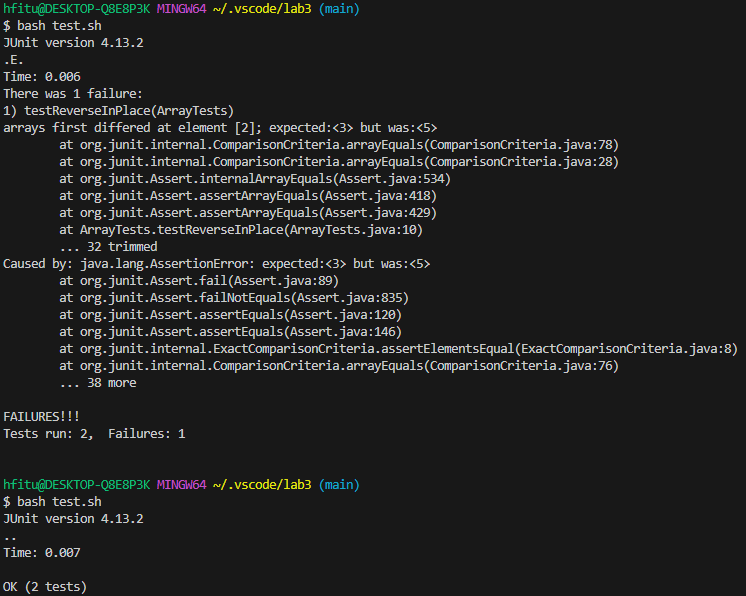 hfitu@DESKTOP-Q8E8P3K MINGW64 ~/.vscode/lab3 (main)
$ bash test.sh
JUnit version 4.13.2
.E.
Time: 0.006
There was 1 failure:
1) testReverseInPlace(ArrayTests)
arrays first differed at element [2]; expected:<3> but was:<5>
        at org.junit.internal.ComparisonCriteria.arrayEquals(ComparisonCriteria.java:78)
        at org.junit.internal.ComparisonCriteria.arrayEquals(ComparisonCriteria.java:28)
        at org.junit.Assert.internalArrayEquals(Assert.java:534)
        at org.junit.Assert.assertArrayEquals(Assert.java:418)
        at org.junit.Assert.assertArrayEquals(Assert.java:429)
        at ArrayTests.testReverseInPlace(ArrayTests.java:10)
        ... 32 trimmed
Caused by: java.lang.AssertionError: expected:<3> but was:<5>
        at org.junit.Assert.fail(Assert.java:89)
        at org.junit.Assert.failNotEquals(Assert.java:835)
        at org.junit.Assert.assertEquals(Assert.java:120)
        at org.junit.Assert.assertEquals(Assert.java:146)
        at org.junit.internal.ExactComparisonCriteria.assertElementsEqual(ExactComparisonCriteria.java:8)
        at org.junit.internal.ComparisonCriteria.arrayEquals(ComparisonCriteria.java:76)
        ... 38 more

FAILURES!!!
Tests run: 2,  Failures: 1

hfitu@DESKTOP-Q8E8P3K MINGW64 ~/.vscode/lab3 (main)
$ bash test.sh
JUnit version 4.13.2
..
Time: 0.007

OK (2 tests)